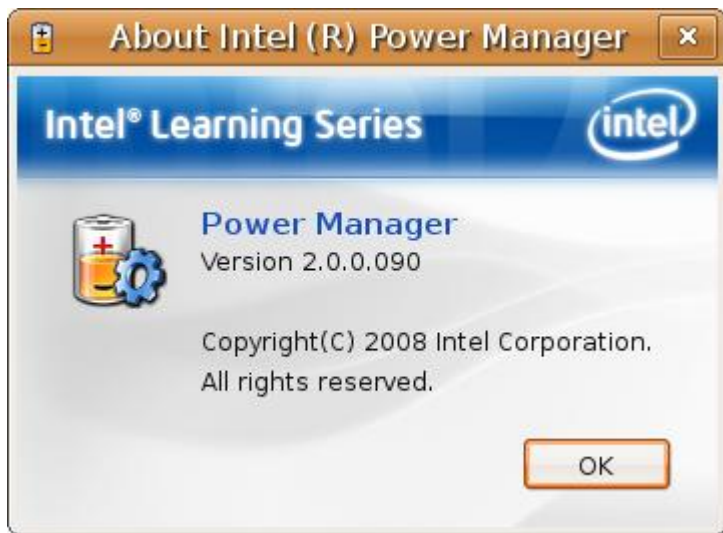 About Intel (R) Power Manager
Intel® Learning Series
intel
Power Manager
Version 2.0.0.090
Copyright(C) 2008 Intel Corporation.
All rights reserved.
OK